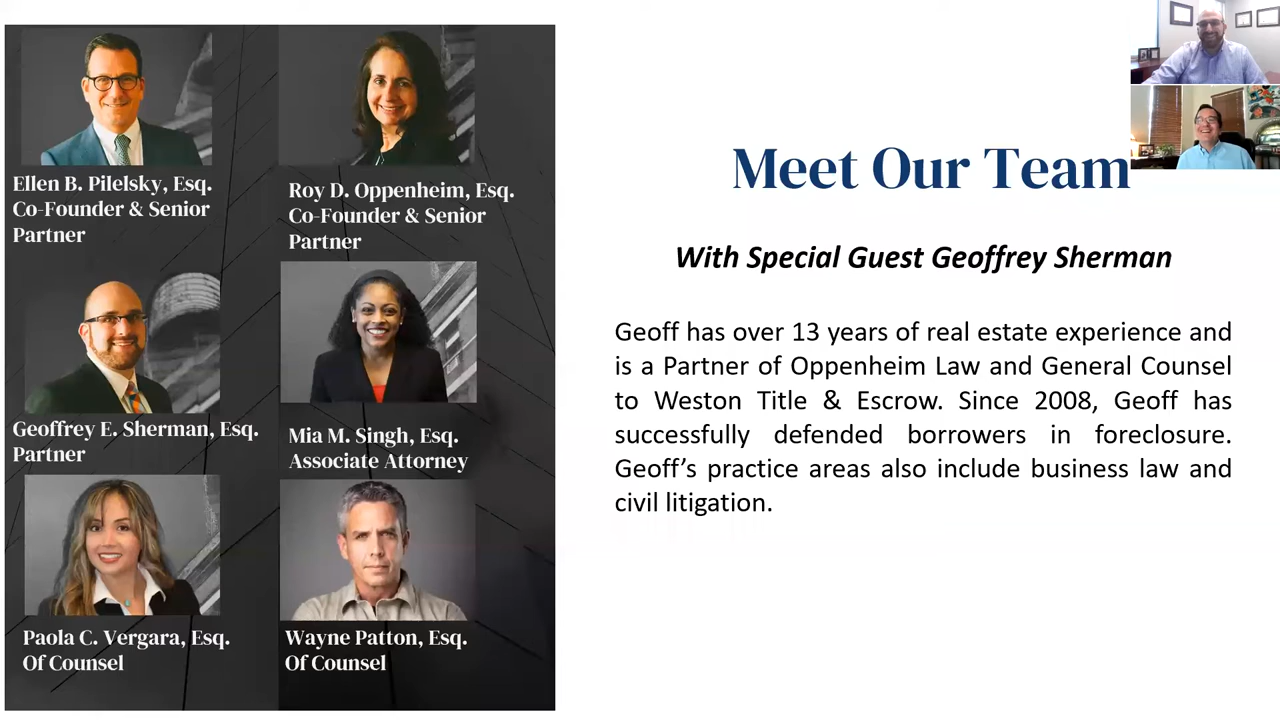 Ellen B. Pilelsky, Esq.
Co-Founder & Senior
Partner
Roy D. Oppenheim, Esq.
Co-Founder & Senior
Partner
Geoffrey E. Sherman, Esq.
Partner
Mia M. Singh, Esq.
Associate Attorney
Paola C. Vergara, Esq.
Of Counsel
Wayne Patton, Esq.
Of Counsel
Meet Our Team
With Special Guest Geoffrey Sherman
Geoff has over 13 years of real estate experience and
is a Partner of Oppenheim Law and General Counsel
to Weston Title & Escrow. Since 2008, Geoff has
successfully defended borrowers in foreclosure.
Geoff’s practice areas also include business law and
civil litigation.